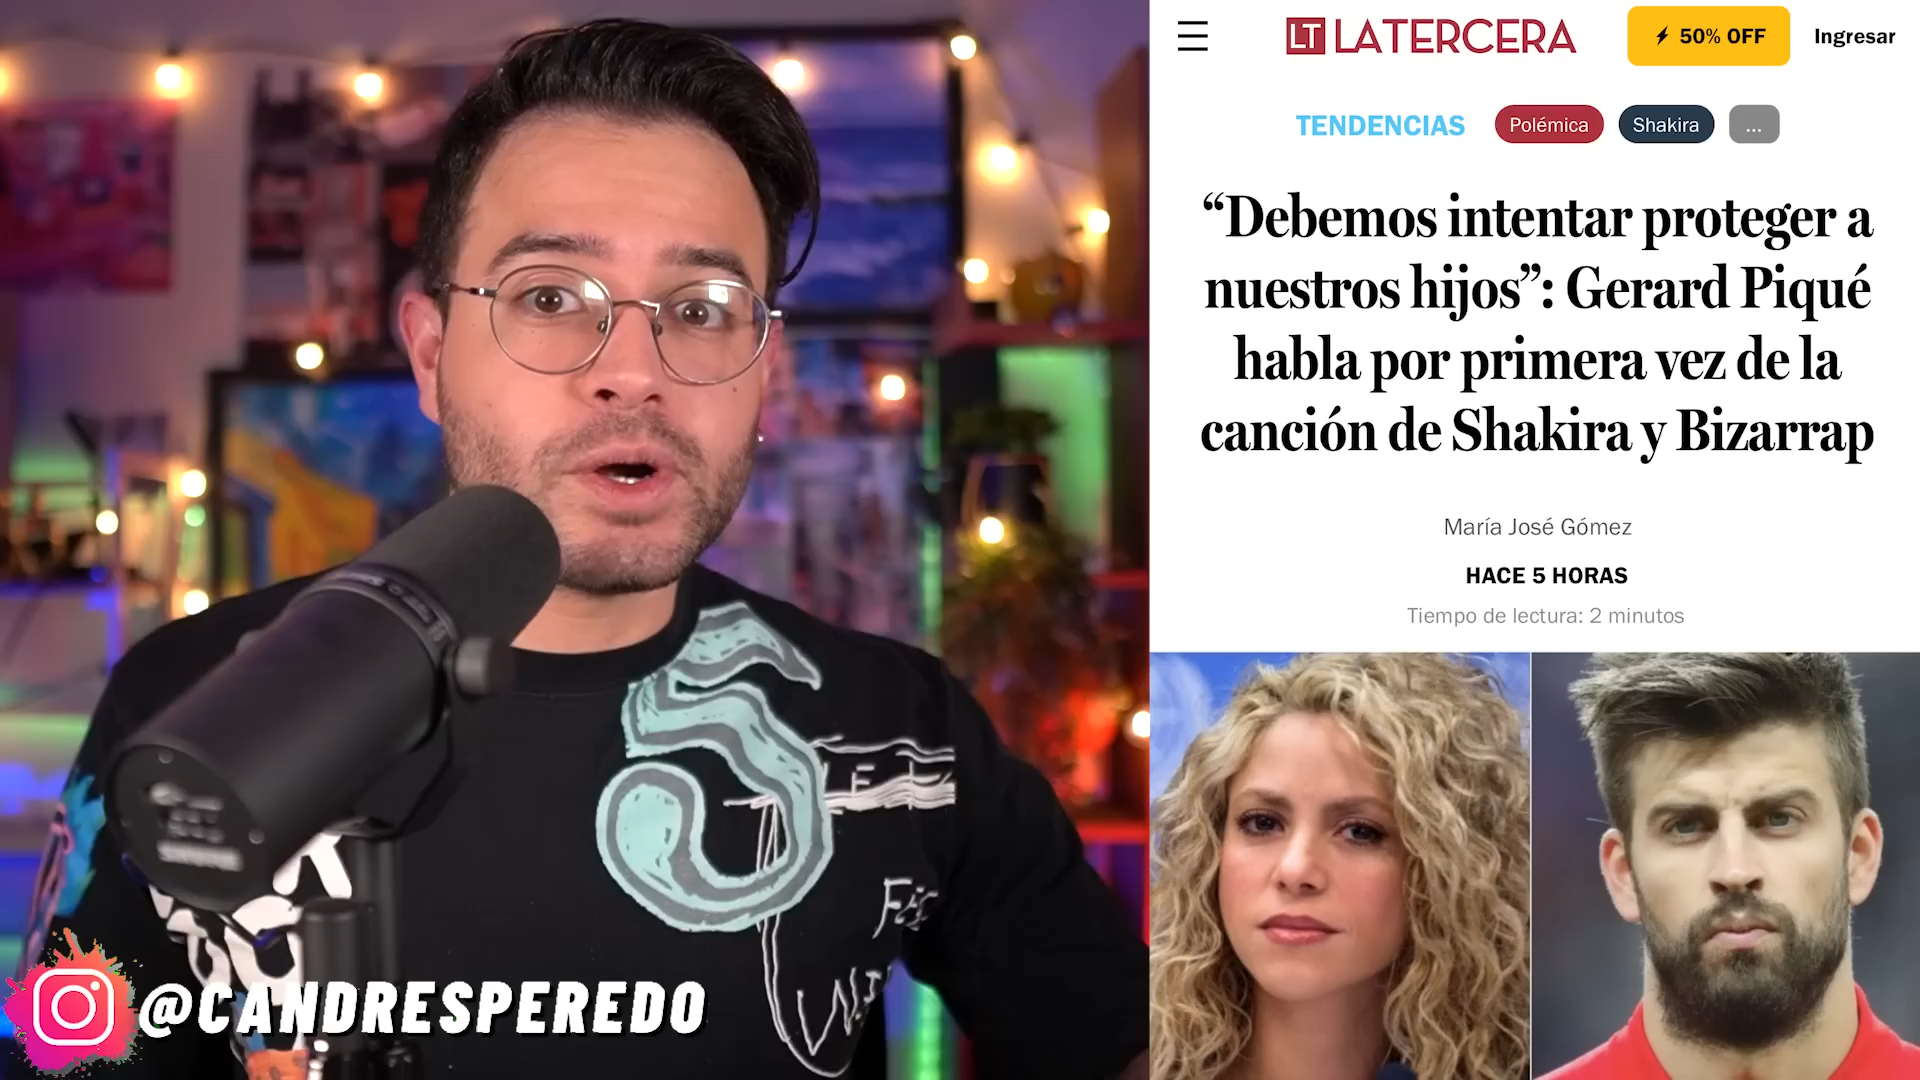 LT LATERCERA
50% OFF
Ingresar
TENDENCIAS
Polémica
Shakira
...
“Debemos intentar proteger a
nuestros hijos”: Gerard Piqué
habla por primera vez de la
canción de Shakira y Bizarrap
María José Gómez
HACE 5 HORAS
Tiempo de lectura: 2 minutos
@CANDRESPEREDO